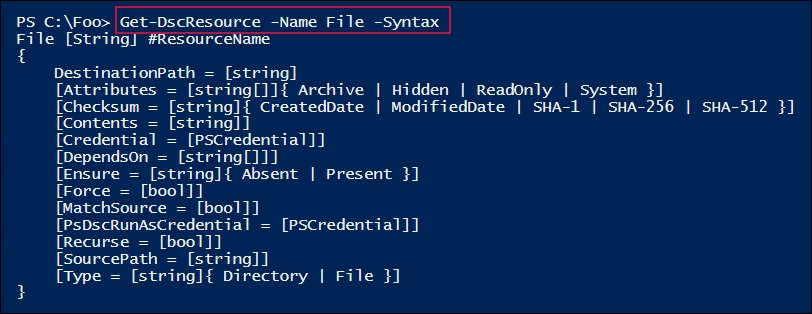 PS C:\Foo> Get-DscResource -Name File -Syntax
File [String] #ResourceName
{
    DestinationPath = [string]
    [Attributes = [string[]]{ Archive | Hidden | ReadOnly | System }]
    [Checksum = [string]{ CreatedDate | ModifiedDate | SHA-1 | SHA-256 | SHA-512 }]
    [Contents = [string]]
    [Credential = [PSCredential]]
    [DependsOn = [string[]]]
    [Ensure = [string]{ Absent | Present }]
    [Force = [bool]]
    [MatchSource = [bool]]
    [PsDscRunAsCredential = [PSCredential]]
    [Recurse = [bool]]
    [SourcePath = [string]]
    [Type = [string]{ Directory | File }]
}